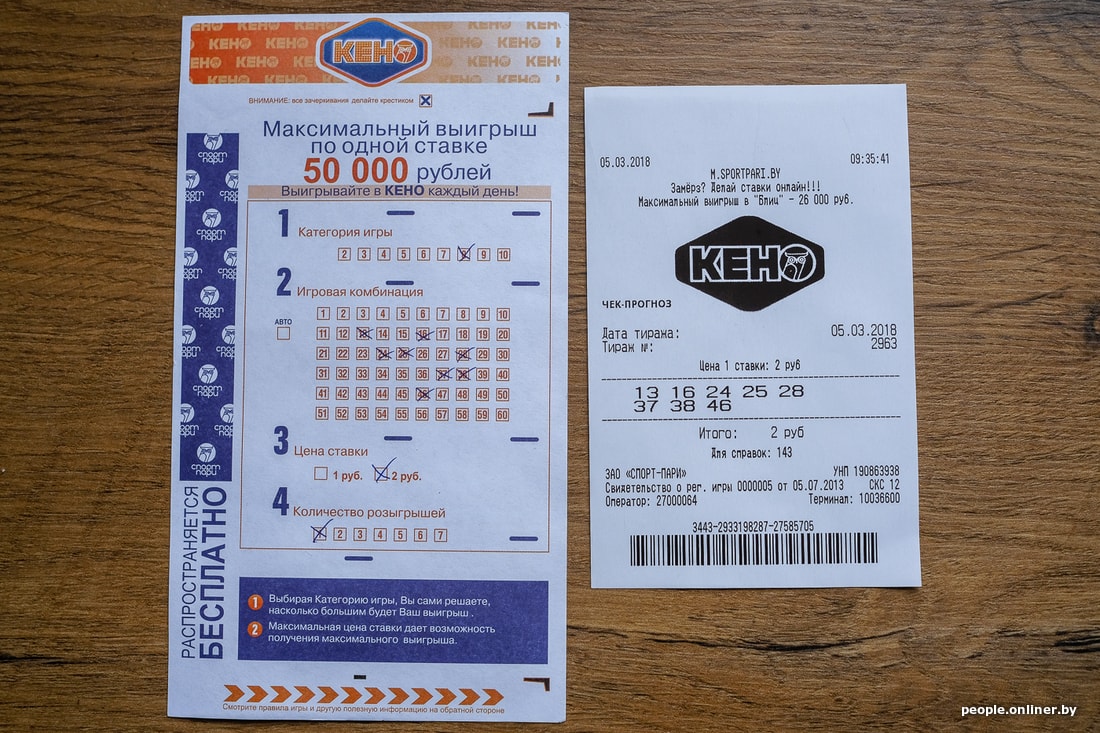 КЕНО
ВНИМАНИЕ: все зачеркивания делайте крестиком
Максимальный выигрыш
по одной ставке
50 000 рублей
Выигрывайте в КЕНО каждый день!
1 Категория игры
2 3 4 5 6 7 8 9 10
2 Игровая комбинация
АВТО
1 2 3 4 5 6 7 8 9 10
11 12 13 14 15 16 17 18 19 20
21 22 23 24 25 26 27 28 29 30
31 32 33 34 35 36 37 38 39 40
41 42 43 44 45 46 47 48 49 50
51 52 53 54 55 56 57 58 59 60
3 Цена ставки
1 руб. 2 руб.
4 Количество розыгрышей
1 2 3 4 5 6 7
спорт пари
РАСПРОСТРАНЯЕТСЯ
БЕСПЛАТНО
1 Выбирая Категорию игры, Вы сами решаете,
насколько большим будет Ваш выигрыш .
2 Максимальная цена ставки дает возможность
получения максимального выигрыша.
Смотрите правила игры и другую полезную информацию на обратной стороне
05.03.2018 09:35:41
M.SPORTPARI.BY
Замёрз? Делай ставки онлайн!!!
Максимальный выигрыш в "Блиц" - 26 000 руб.
КЕНО
ЧЕК-ПРОГНОЗ
Дата тиража: 05.03.2018
Тираж №: 2963
Цена 1 ставки: 2 руб
13 16 24 25 28
37 38 46
Итого: 2 руб
Для справок: 143
ЗАО «СПОРТ-ПАРИ» УНП 190863938
Свижетельство о рег. игры 0000005 от 05.07.2013 СКС 12
Оператор: 27000064 Терминал: 10036600
3443-2933198287-27585705
people.onliner.by